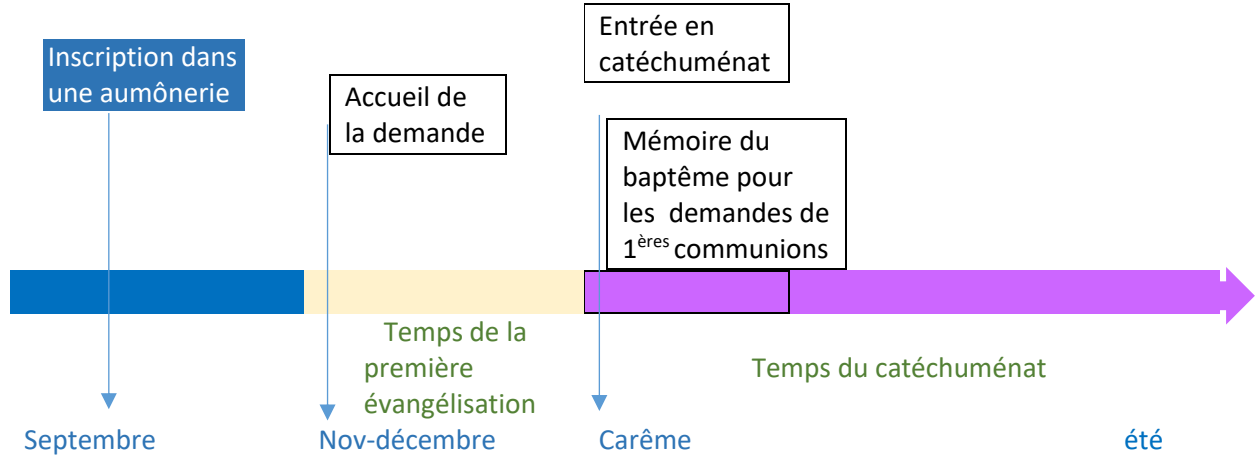 Inscription dans
une aumônerie
Accueil de
la demande
Entrée en
catéchuménat
Mémoire du
baptême pour
les demandes de
1ères communions
Temps de la
première
évangélisation
Temps du catéchuménat
Septembre
Nov-décembre
Carême
été